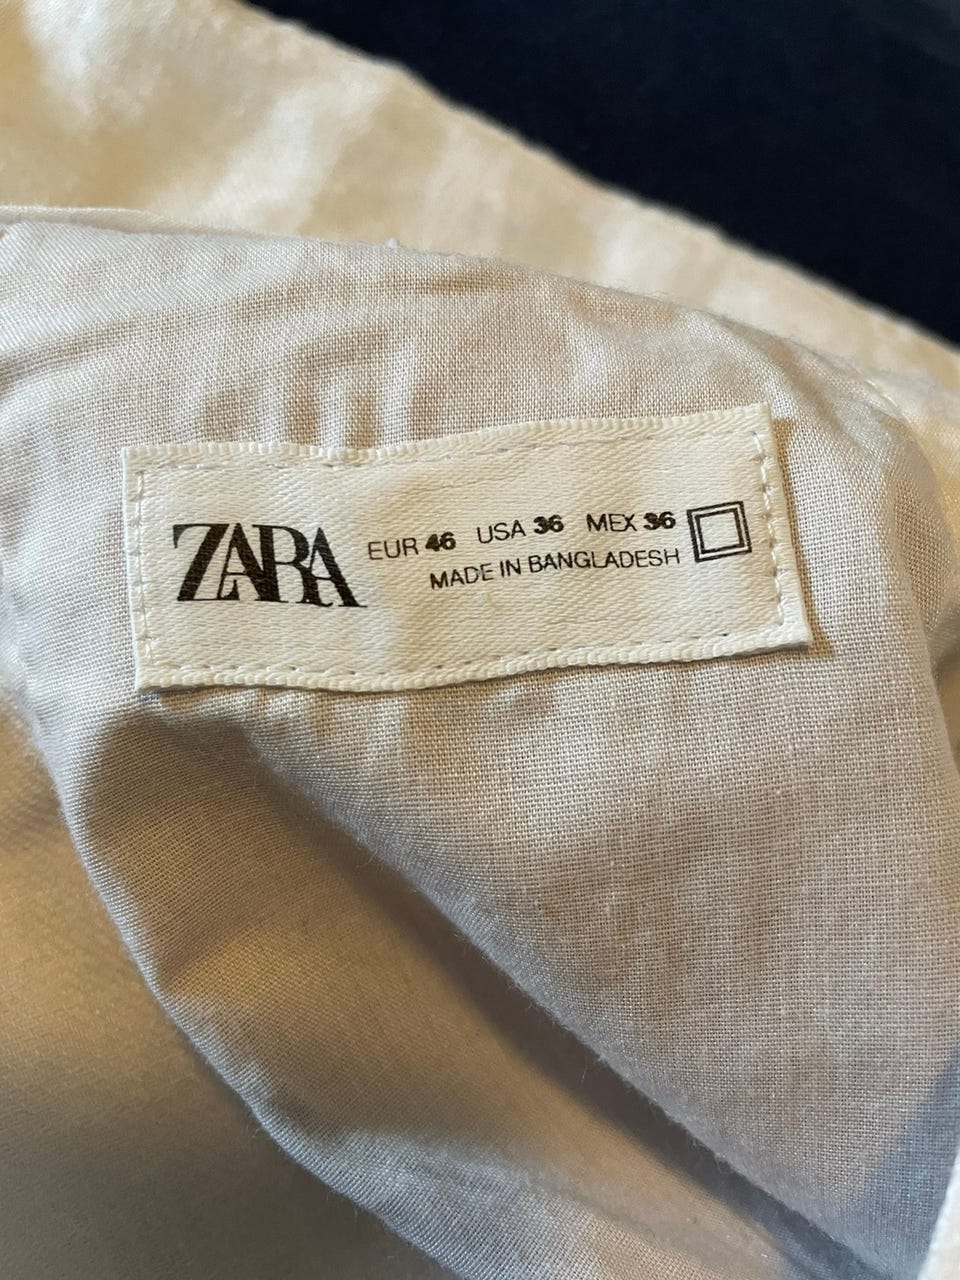 ZARA
EUR 46 USA 36 MEX 36
MADE IN BANGLADESH